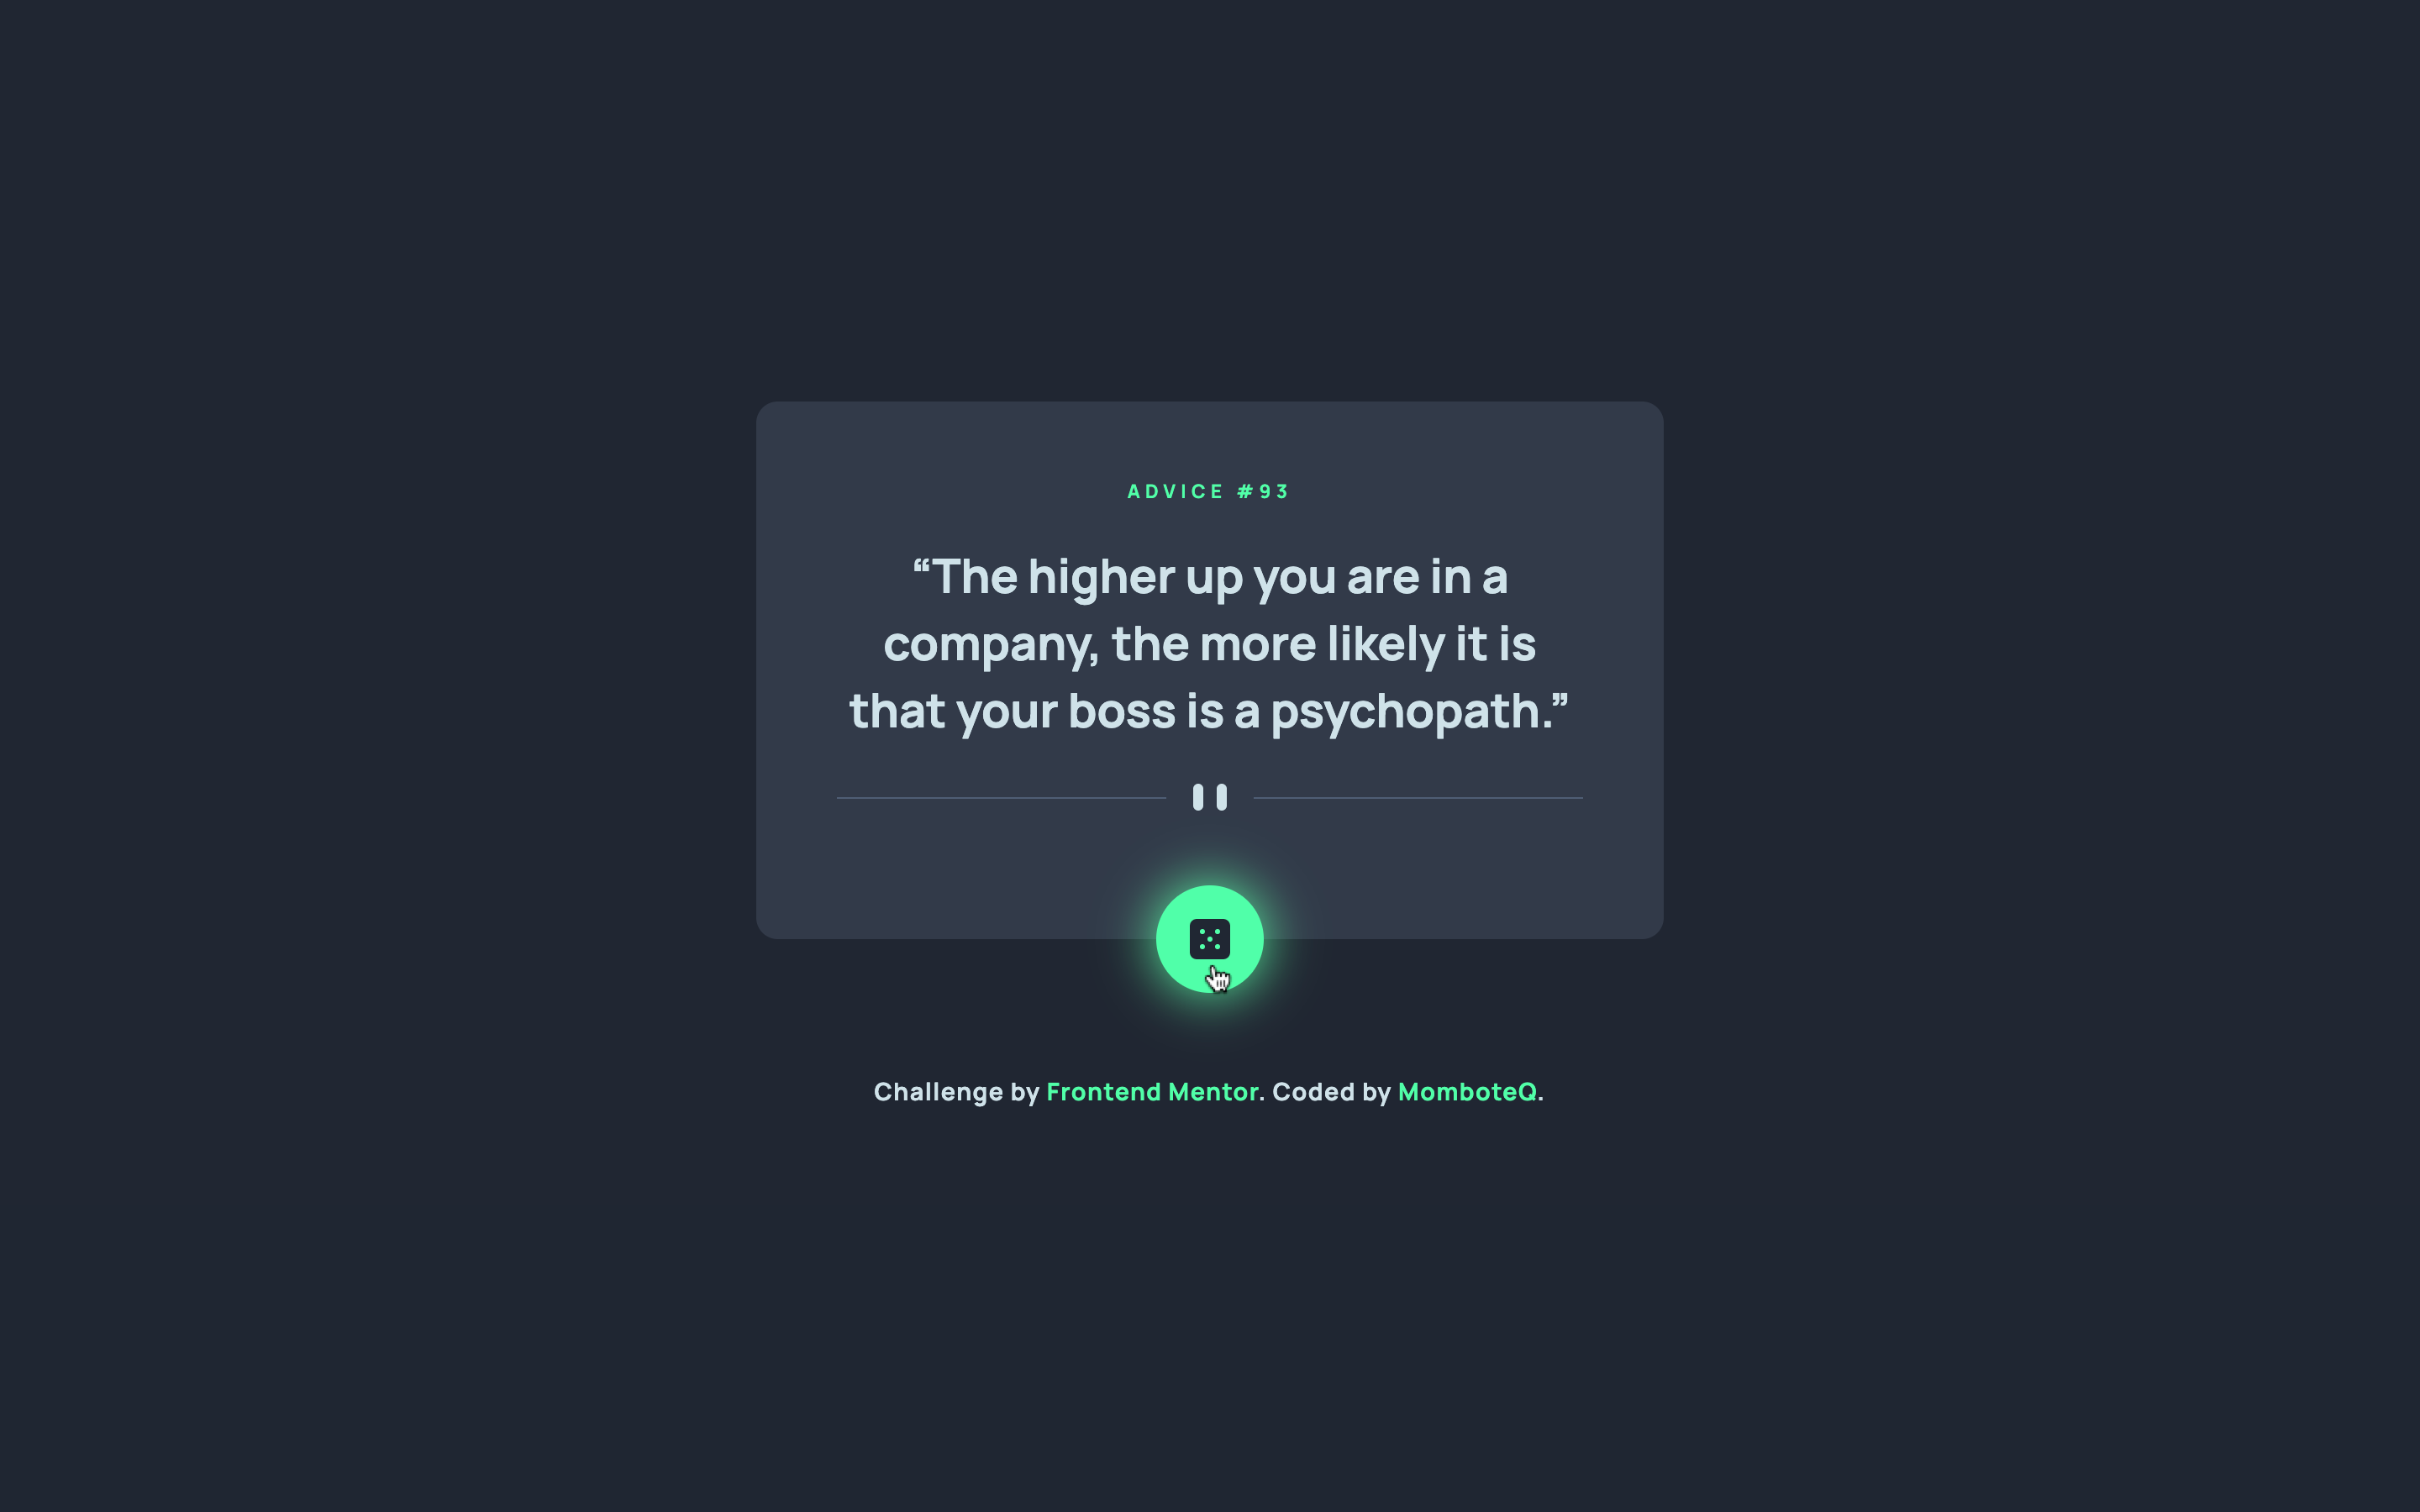 ADVICE #93
“The higher up you are in a
company, the more likely it is
that your boss is a psychopath.”
Challenge by Frontend Mentor. Coded by MomboteQ.